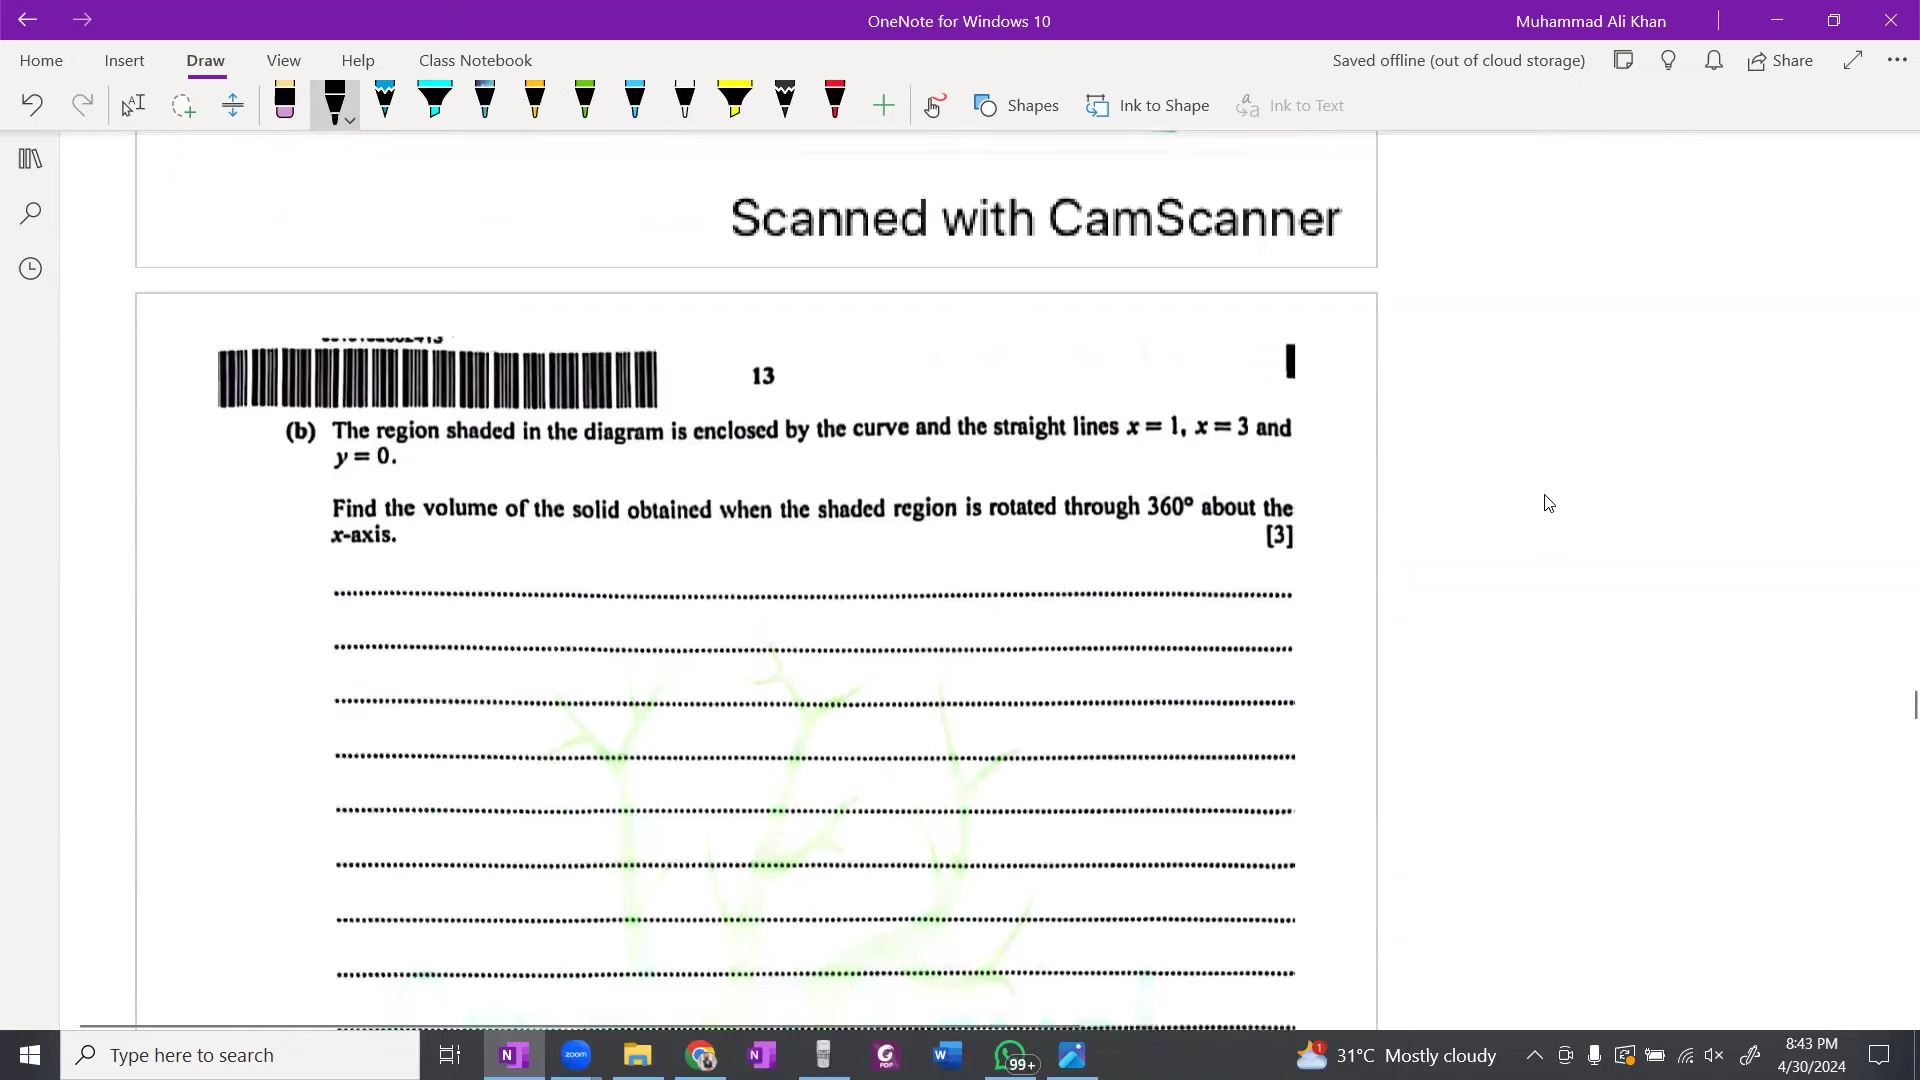 OneNote for Windows 10
Muhammad Ali Khan
Home Insert Draw View Help Class Notebook
Saved offline (out of cloud storage)
Share
Shapes
Ink to Shape
Ink to Text
Scanned with CamScanner
13
(b) The region shaded in the diagram is enclosed by the curve and the straight lines x = 1, x = 3 and
y = 0.
Find the volume of the solid obtained when the shaded region is rotated through 360° about the
x-axis. [3]
Type here to search
N
zoom
N
G
PDF
W
99+
1
31°C Mostly cloudy
8:43 PM
4/30/2024